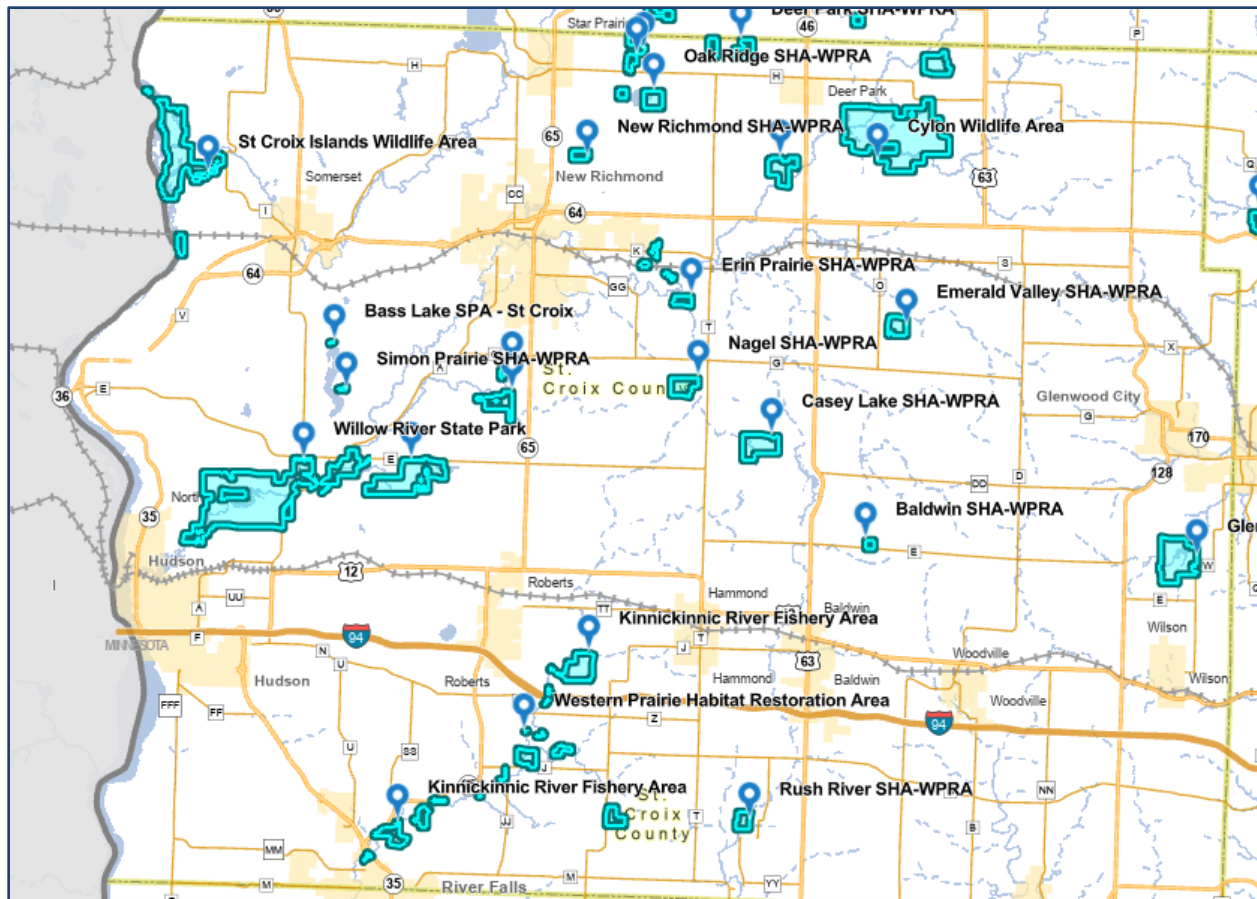 Deer Park SHA-WPRA
Star Prairie
46
P
Oak Ridge SHA-WPRA
H
H
Deer Park
65
New Richmond SHA-WPRA
Cylon Wildlife Area
St Croix Islands Wildlife Area
Somerset
New Richmond
63
Q
CC
I
64
64
K
S
Erin Prairie SHA-WPRA
GG
O
Emerald Valley SHA-WPRA
V
Bass Lake SPA - St Croix
T
Nagel SHA-WPRA
X
Simon Prairie SHA-WPRA
A
G
St.
Croix County
E
36
Casey Lake SHA-WPRA
Glenwood City
G
Willow River State Park
65
170
E
128
North
DD
D
35
Baldwin SHA-WPRA
Glen
E
Hudson
12
Roberts
Hammond
W
UU
A
TT
Baldwin
E
Kinnickinnic River Fishery Area
MINNESOTA
F
94
N
U
T
J
63
Woodville
Wilson
Hudson
Roberts
Hammond
Baldwin
Wilson
FFF
FF
Western Prairie Habitat Restoration Area
Woodville
Z
94
U
SS
J
Kinnickinnic River Fishery Area
Rush River SHA-WPRA
NN
St.
Croix
County
JJ
T
B
MM
M
35
River Falls
M
YY